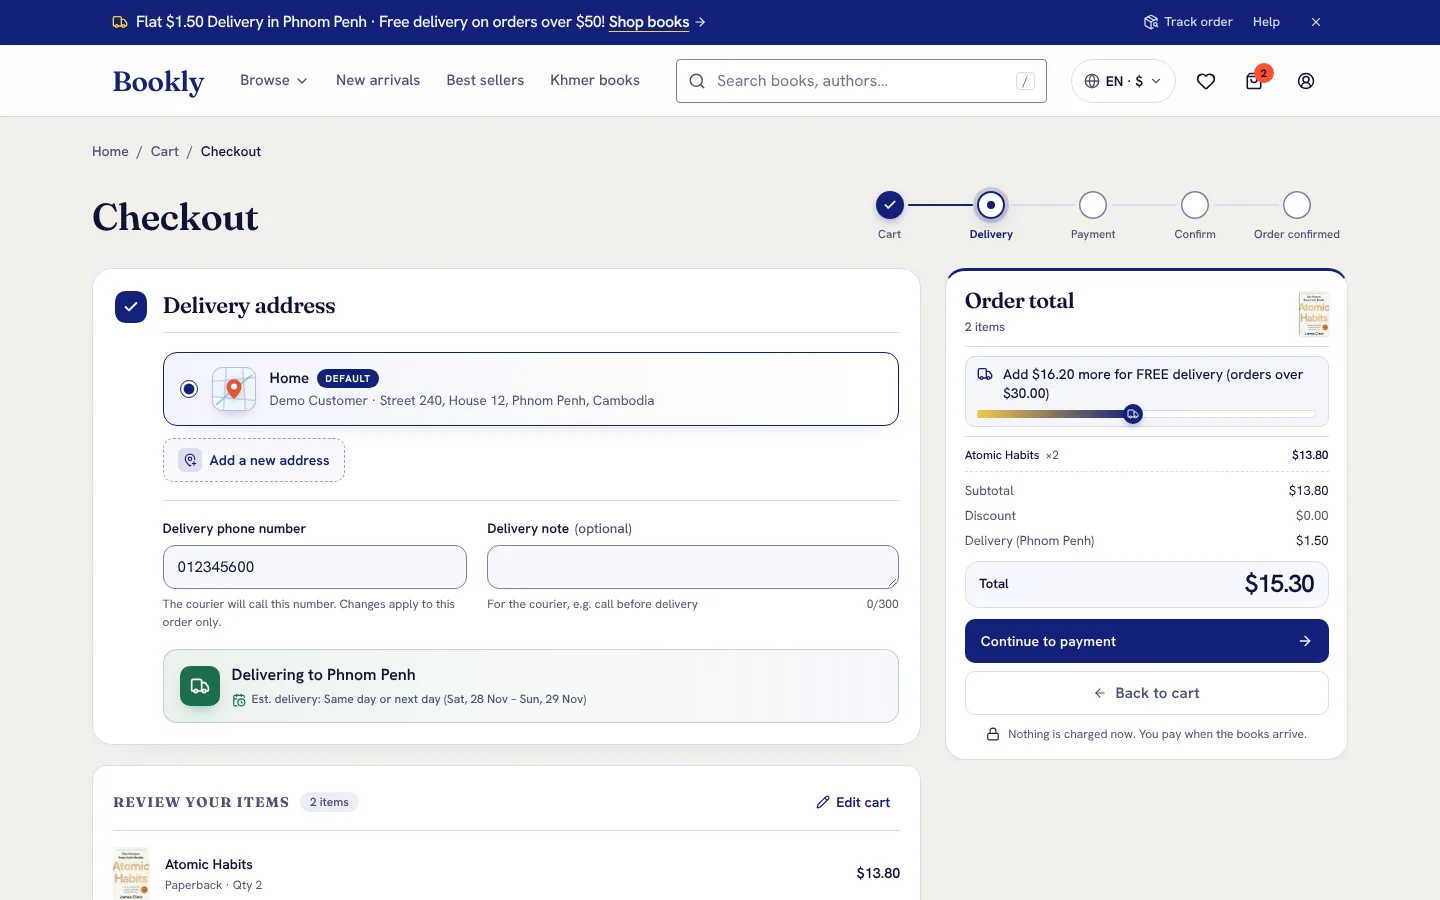 Flat $1.50 Delivery in Phnom Penh · Free delivery on orders over $50! Shop books →
Track order
Help
Bookly
Browse
New arrivals
Best sellers
Khmer books
Search books, authors...
/
EN · $
2
Home / Cart / Checkout
Checkout
Cart
Delivery
Payment
Confirm
Order confirmed
Delivery address
Home DEFAULT
Demo Customer · Street 240, House 12, Phnom Penh, Cambodia
Add a new address
Delivery phone number
012345600
The courier will call this number. Changes apply to this
order only.
Delivery note (optional)
For the courier, e.g. call before delivery
0/300
Delivering to Phnom Penh
Est. delivery: Same day or next day (Sat, 28 Nov – Sun, 29 Nov)
REVIEW YOUR ITEMS 2 items
Edit cart
Atomic Habits
Paperback · Qty 2
$13.80
Atomic
Habits
Order total
2 items
Atomic
Habits
Add $16.20 more for FREE delivery (orders over
$30.00)
Atomic Habits ×2 $13.80
Subtotal $13.80
Discount $0.00
Delivery (Phnom Penh) $1.50
Total $15.30
Continue to payment →
← Back to cart
Nothing is charged now. You pay when the books arrive.